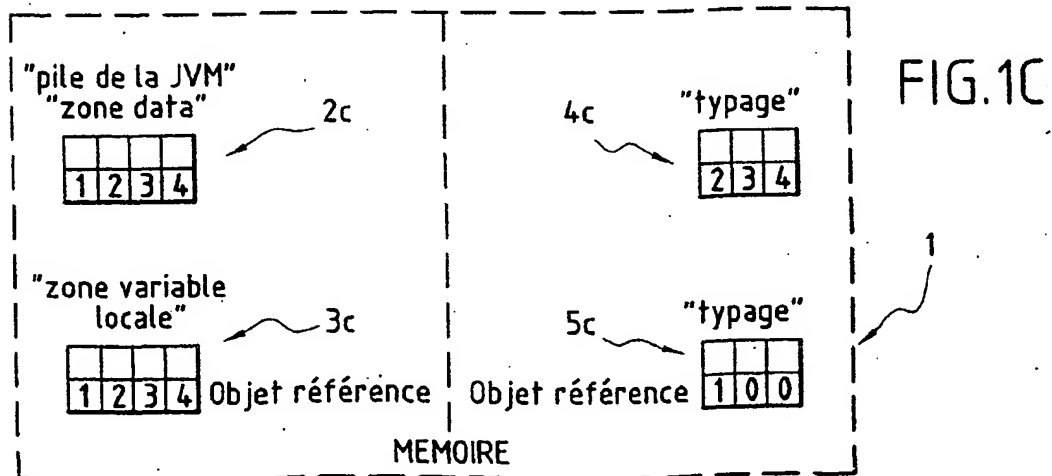 "pile de la JVM"
"zone data"
2c
1 2 3 4
4c
"typage"
2 3 4
FIG.1C
1
"zone variable
locale"
3c
1 2 3 4 Objet référence
5c
"typage"
Objet référence 1 0 0
MEMOIRE